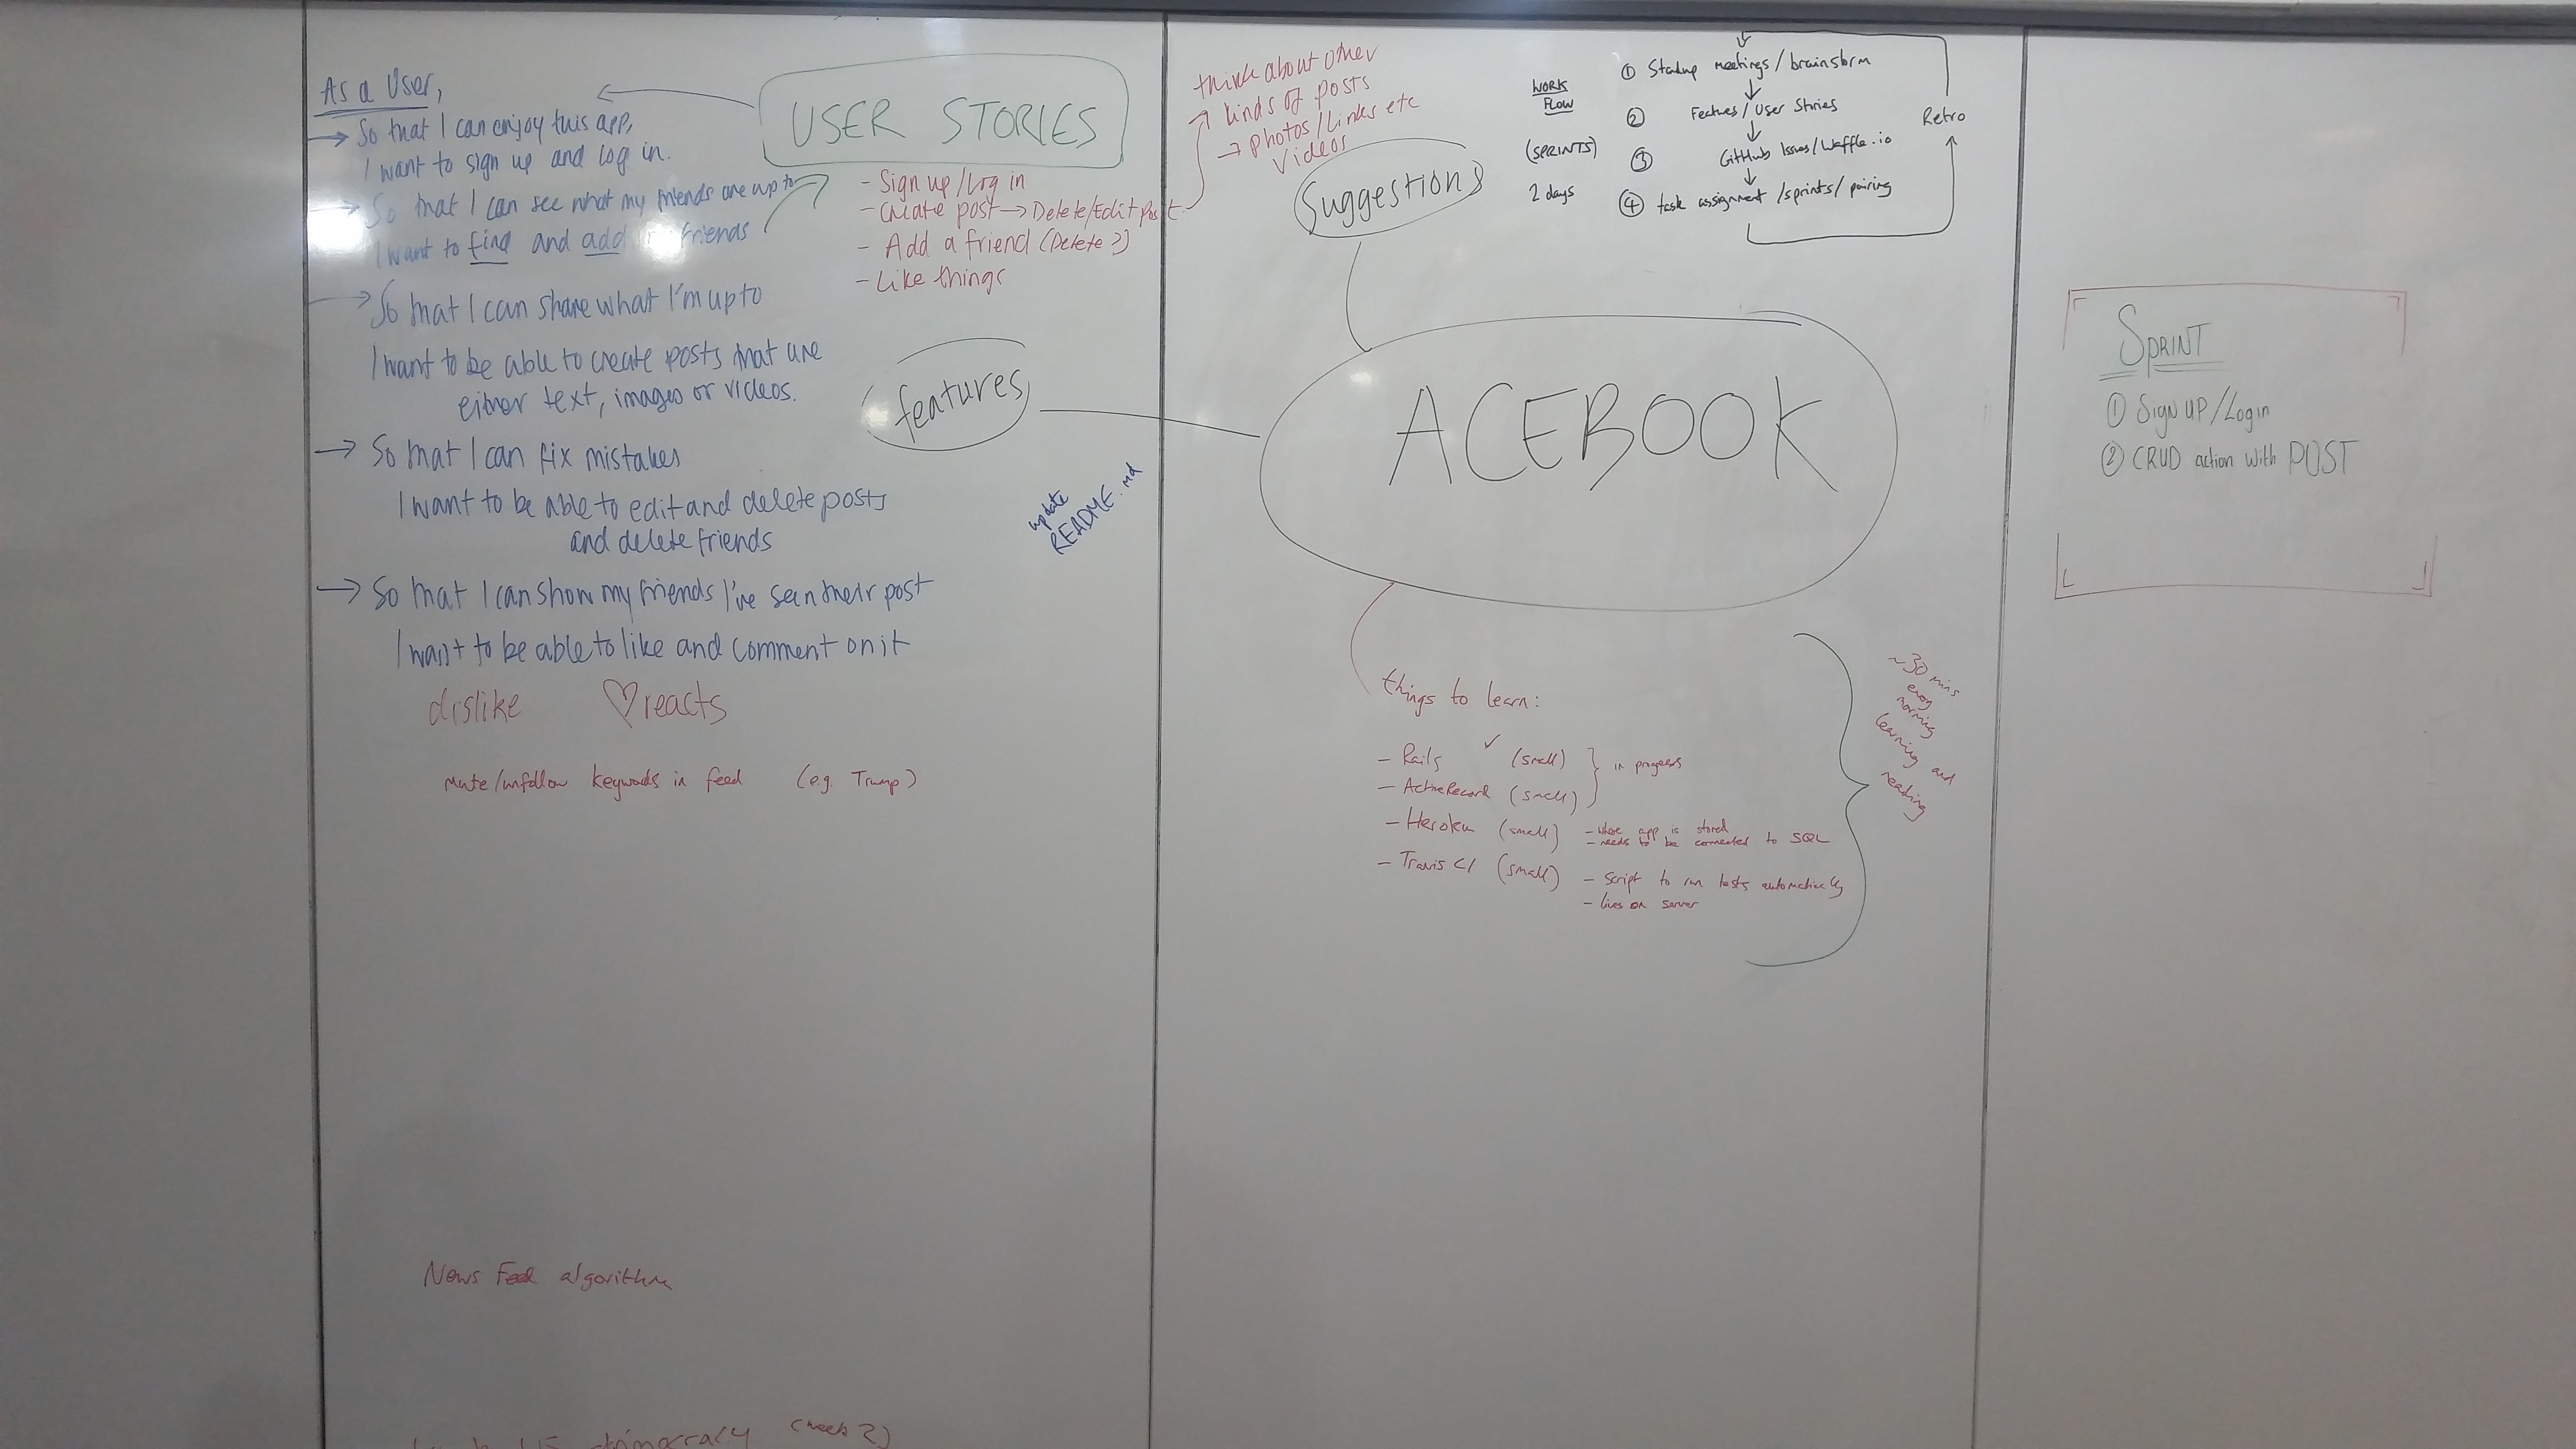 As a User,
→ So that I can enjoy this app,
I want to sign up and log in.
→ So that I can see what my friends are up to
I want to find and add friends
→ So that I can share what I'm up to
I want to be able to create posts that are
either text, images or videos.
→ So that I can fix mistakes
I want to be able to edit and delete posts
and delete friends
→ So that I can show my friends I've seen their post
I want to be able to like and comment on it
dislike ♡reacts
Mute/unfollow keywords in feed (e.g. Trump)
News Feed algorithm
(week 2)
USER STORIES
- Sign up/Log in
- Create post → Delete/Edit post
- Add a friend (Delete?)
- Like things
features
update
README.md
think about other
→ kinds of posts
→ Photos/Links etc
Videos
Suggestions
WORK
FLOW
(SPRINTS)
2 days
① Standup meetings/brainstorm
② Features/User Stories
③ GitHub Issues/Waffle.io
④ task assignment/sprints/pairing
Retro
ACEBOOK
things to learn:
- Rails ✓ (small) } in progress
- ActiveRecord (small)
- Heroku (small) - where app is stored
- needs to be connected to SQL
- Travis CI (small) - script to run tests automatically
- lives on server
~30 mins
every
morning
learning and
reading
SPRINT
① Sign UP/Login
② CRUD action with POST